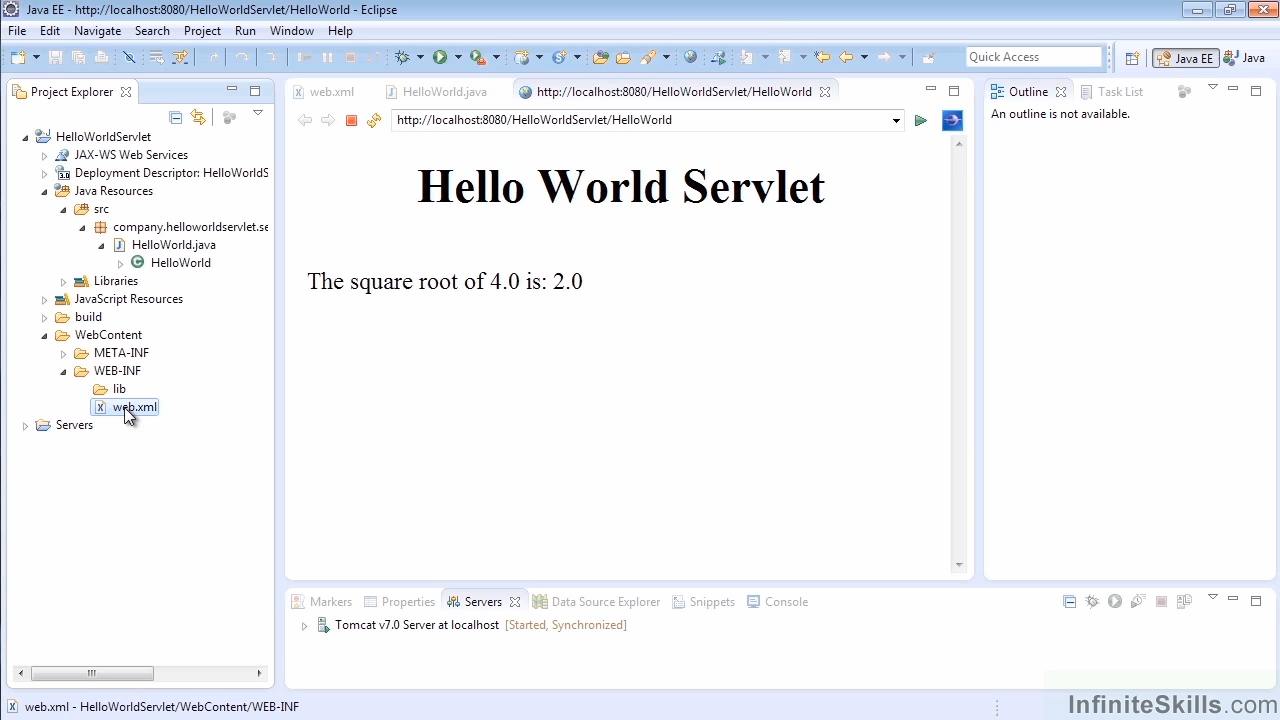 Java EE - http://localhost:8080/HelloWorldServlet/HelloWorld - Eclipse
File Edit Navigate Search Project Run Window Help
Quick Access
Java EE
Java
Project Explorer
HelloWorldServlet
JAX-WS Web Services
Deployment Descriptor: HelloWorldS
Java Resources
src
company.helloworldservlet.se
HelloWorld.java
HelloWorld
Libraries
JavaScript Resources
build
WebContent
META-INF
WEB-INF
lib
web.xml
Servers
web.xml
HelloWorld.java
http://localhost:8080/HelloWorldServlet/HelloWorld
http://localhost:8080/HelloWorldServlet/HelloWorld
Hello World Servlet
The square root of 4.0 is: 2.0
Outline
Task List
An outline is not available.
Markers
Properties
Servers
Data Source Explorer
Snippets
Console
Tomcat v7.0 Server at localhost [Started, Synchronized]
web.xml - HelloWorldServlet/WebContent/WEB-INF
InfiniteSkills.com